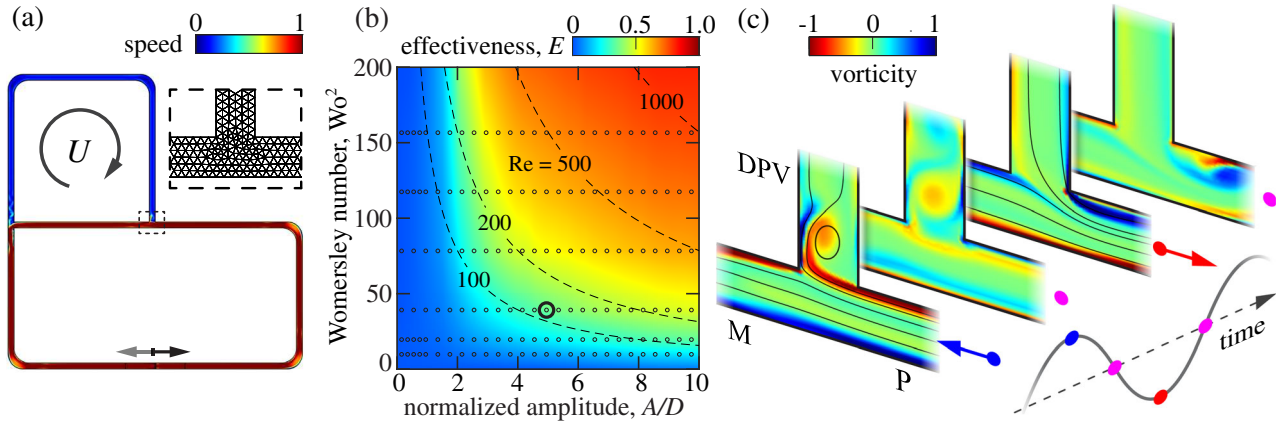 (a)
0 1
speed
U
(b)
effectiveness, E
0 0.5 1.0
Womersley number, Wo²
200
150
100
50
0
Re = 500
1000
200
100
0 2 4 6 8 10
normalized amplitude, A/D
(c)
-1 0 1
vorticity
DPV
M
P
time